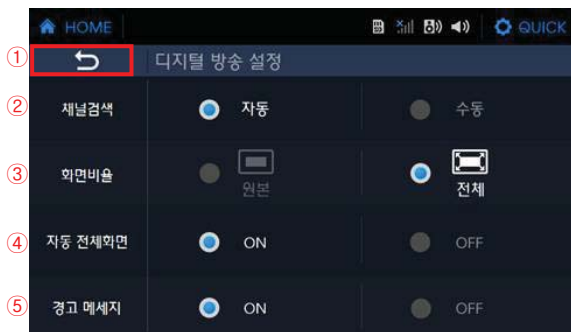 HOME QUICK
① 디지털 방송 설정
② 채널검색 자동 수동
③ 화면비율 원본 전체
④ 자동 전체화면 ON OFF
⑤ 경고 메세지 ON OFF